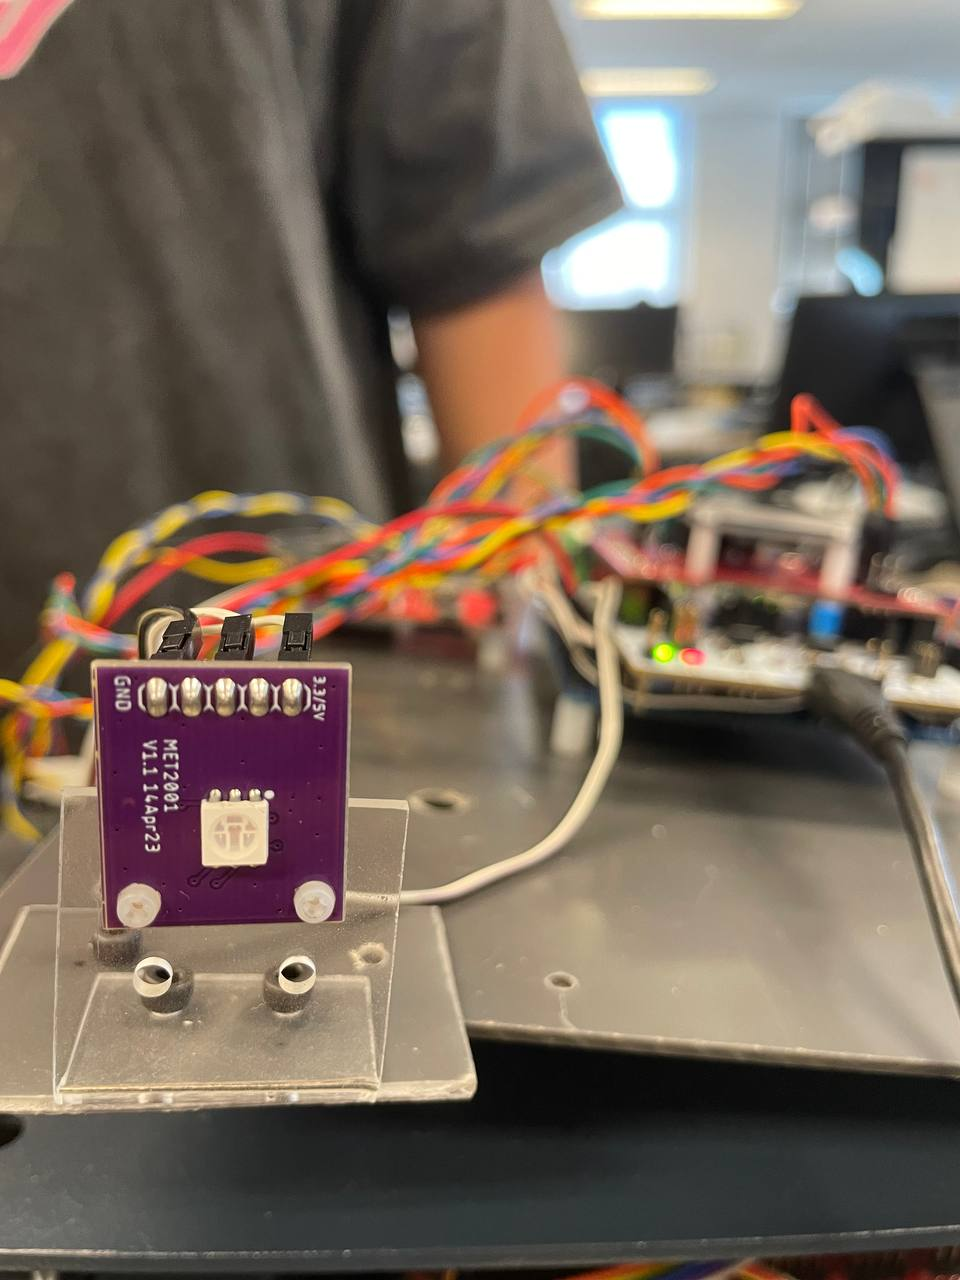 GND
3.3/5V
MET2001
V1.1 14Apr23